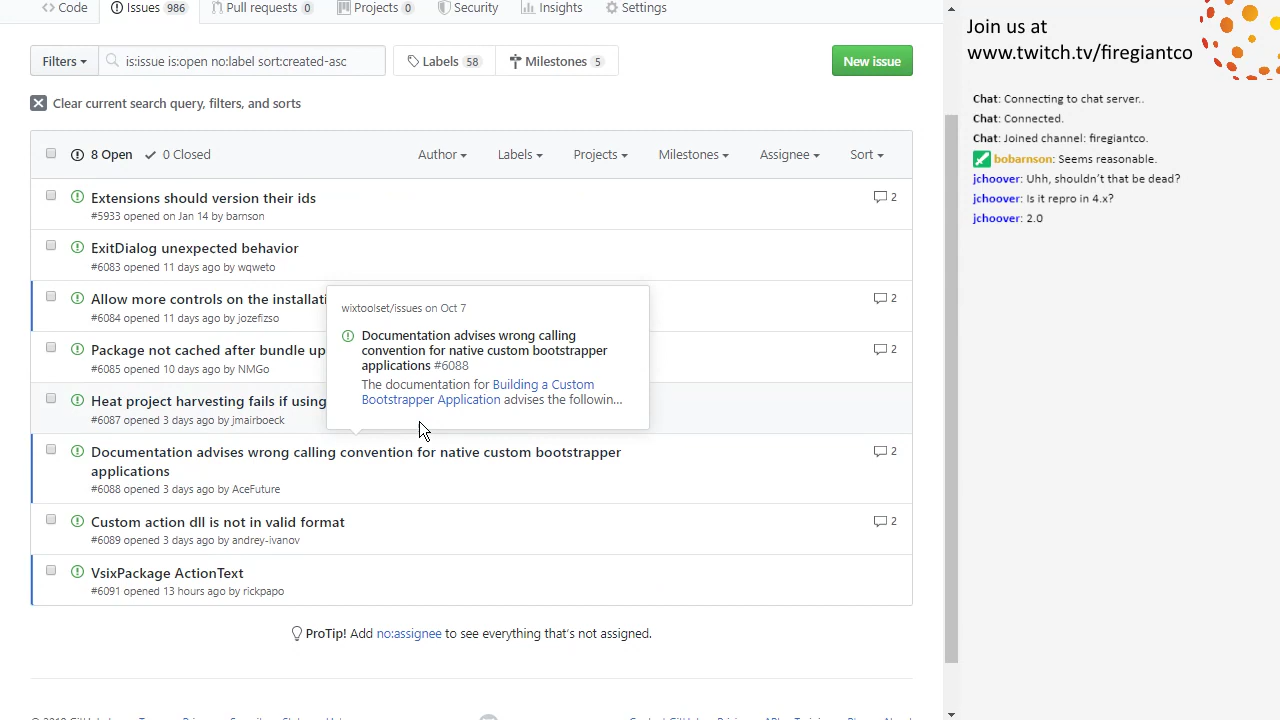 Code Issues 986 Pull requests 0 Projects 0 Security Insights Settings
Filters is:issue is:open no:label sort:created-asc Labels 58 Milestones 5 New issue
Clear current search query, filters, and sorts
8 Open 0 Closed Author Labels Projects Milestones Assignee Sort
Extensions should version their ids 2
#5933 opened on Jan 14 by barnson
ExitDialog unexpected behavior
#6083 opened 11 days ago by wqweto
Allow more controls on the installati 2
#6084 opened 11 days ago by jozefizso
Package not cached after bundle up 2
#6085 opened 10 days ago by NMGo
Heat project harvesting fails if using
#6087 opened 3 days ago by jmairboeck
wixtoolset/issues on Oct 7
Documentation advises wrong calling
convention for native custom bootstrapper
applications #6088
The documentation for Building a Custom
Bootstrapper Application advises the followin...
Documentation advises wrong calling convention for native custom bootstrapper 2
applications
#6088 opened 3 days ago by AceFuture
Custom action dll is not in valid format 2
#6089 opened 3 days ago by andrey-ivanov
VsixPackage ActionText
#6091 opened 13 hours ago by rickpapo
ProTip! Add no:assignee to see everything that's not assigned.
Join us at
www.twitch.tv/firegiantco
Chat: Connecting to chat server..
Chat: Connected.
Chat: Joined channel: firegiantco.
bobarnson: Seems reasonable.
jchoover: Uhh, shouldn't that be dead?
jchoover: Is it repro in 4.x?
jchoover: 2.0